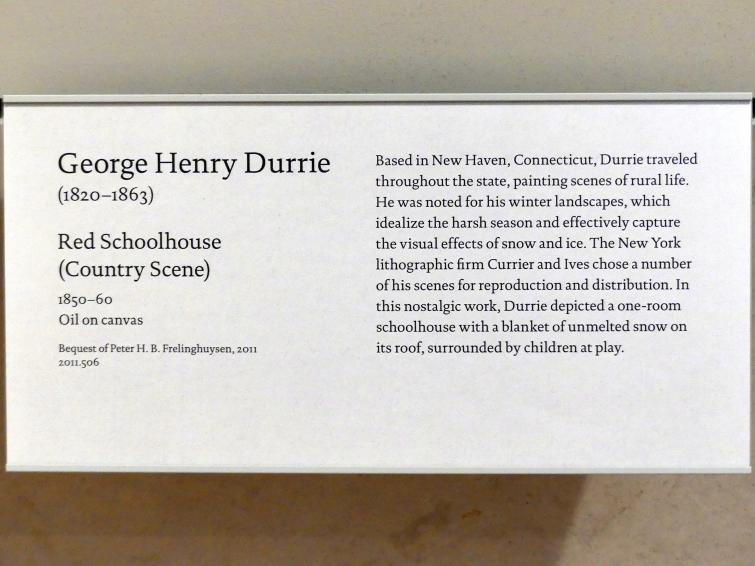 George Henry Durrie
(1820–1863)
Red Schoolhouse
(Country Scene)
1850–60
Oil on canvas
Bequest of Peter H. B. Frelinghuysen, 2011
2011.506
Based in New Haven, Connecticut, Durrie traveled
throughout the state, painting scenes of rural life.
He was noted for his winter landscapes, which
idealize the harsh season and effectively capture
the visual effects of snow and ice. The New York
lithographic firm Currier and Ives chose a number
of his scenes for reproduction and distribution. In
this nostalgic work, Durrie depicted a one-room
schoolhouse with a blanket of unmelted snow on
its roof, surrounded by children at play.